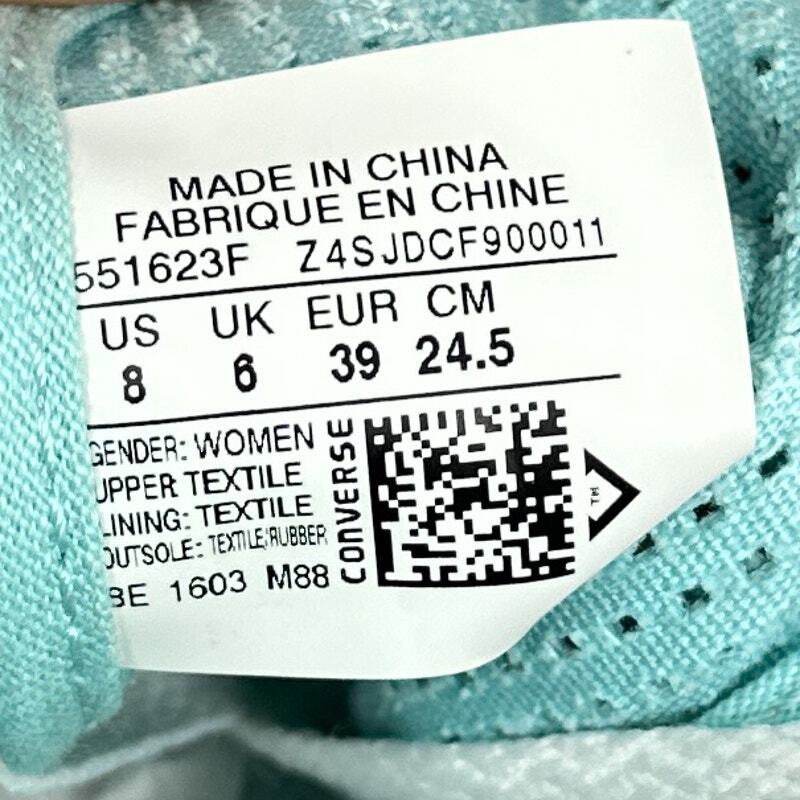 MADE IN CHINA
FABRIQUE EN CHINE
551623F Z4SJDCF900011
US UK EUR CM
8 6 39 24.5
GENDER: WOMEN
UPPER TEXTILE
LINING: TEXTILE
OUTSOLE: TEXTILE/RUBBER
BE 1603 M88
CONVERSE
TM